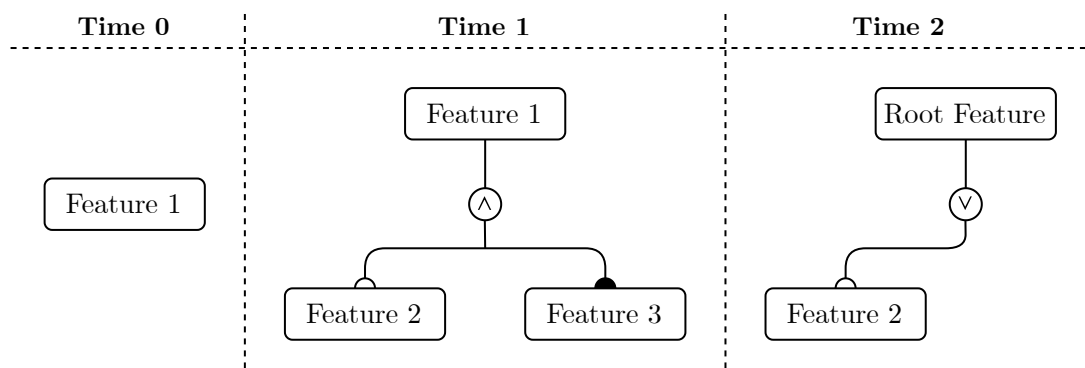 Time 0 Time 1 Time 2
Feature 1 Root Feature
Feature 1
∧ ∨
Feature 2 Feature 3 Feature 2